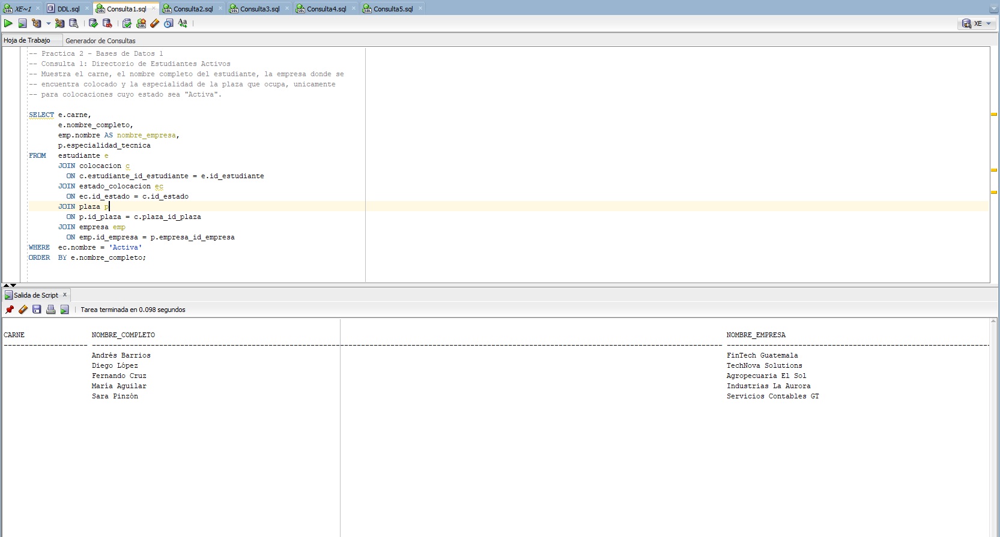 XE~1 DDL.sql Consulta1.sql Consulta2.sql Consulta3.sql Consulta4.sql Consulta5.sql
XE
Hoja de Trabajo Generador de Consultas
-- Practica 2 - Bases de Datos 1
-- Consulta 1: Directorio de Estudiantes Activos
-- Muestra el carne, el nombre completo del estudiante, la empresa donde se
-- encuentra colocado y la especialidad de la plaza que ocupa, unicamente
-- para colocaciones cuyo estado sea "Activa".
SELECT e.carne,
e.nombre_completo,
emp.nombre AS nombre_empresa,
p.especialidad_tecnica
FROM estudiante e
JOIN colocacion c
ON c.estudiante_id_estudiante = e.id_estudiante
JOIN estado_colocacion ec
ON ec.id_estado = c.id_estado
JOIN plaza p
ON p.id_plaza = c.plaza_id_plaza
JOIN empresa emp
ON emp.id_empresa = p.empresa_id_empresa
WHERE ec.nombre = 'Activa'
ORDER BY e.nombre_completo;
Salida de Script
Tarea terminada en 0.098 segundos
CARNE NOMBRE_COMPLETO NOMBRE_EMPRESA
Andrés Barrios FinTech Guatemala
Diego López TechNova Solutions
Fernando Cruz Agropecuaria El Sol
María Aguilar Industrias La Aurora
Sara Pinzón Servicios Contables GT